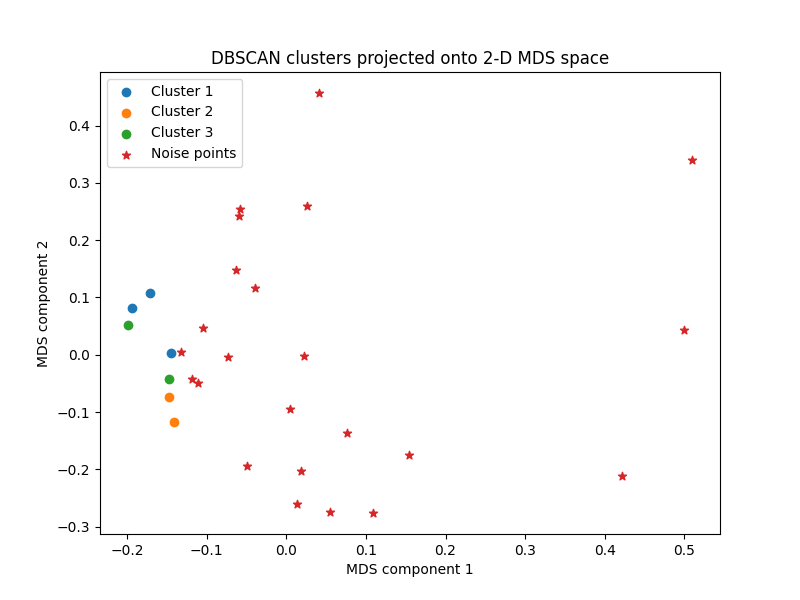 DBSCAN clusters projected onto 2-D MDS space
Cluster 1
Cluster 2
Cluster 3
Noise points
MDS component 2
0.4
0.3
0.2
0.1
0.0
−0.1
−0.2
−0.3
−0.2 −0.1 0.0 0.1 0.2 0.3 0.4 0.5
MDS component 1